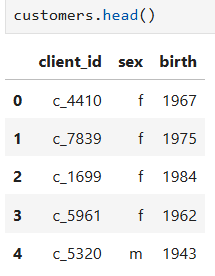 customers.head()
client_id sex birth
0 c_4410 f 1967
1 c_7839 f 1975
2 c_1699 f 1984
3 c_5961 f 1962
4 c_5320 m 1943